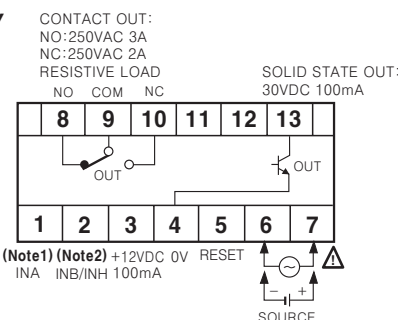 CONTACT OUT:
NO:250VAC 3A
NC:250VAC 2A
RESISTIVE LOAD
SOLID STATE OUT:
30VDC 100mA
NO COM NC
8 9 10 11 12 13
OUT
OUT
1 2 3 4 5 6 7
(Note1) (Note2) +12VDC 0V RESET
INA INB/INH 100mA
SOURCE